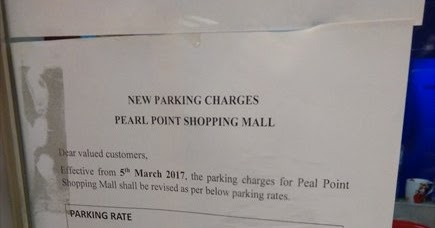 NEW PARKING CHARGES
PEARL POINT SHOPPING MALL
Dear valued customers,
Effective from 5th March 2017, the parking charges for Peal Point
Shopping Mall shall be revised as per below parking rates.
PARKING RATE